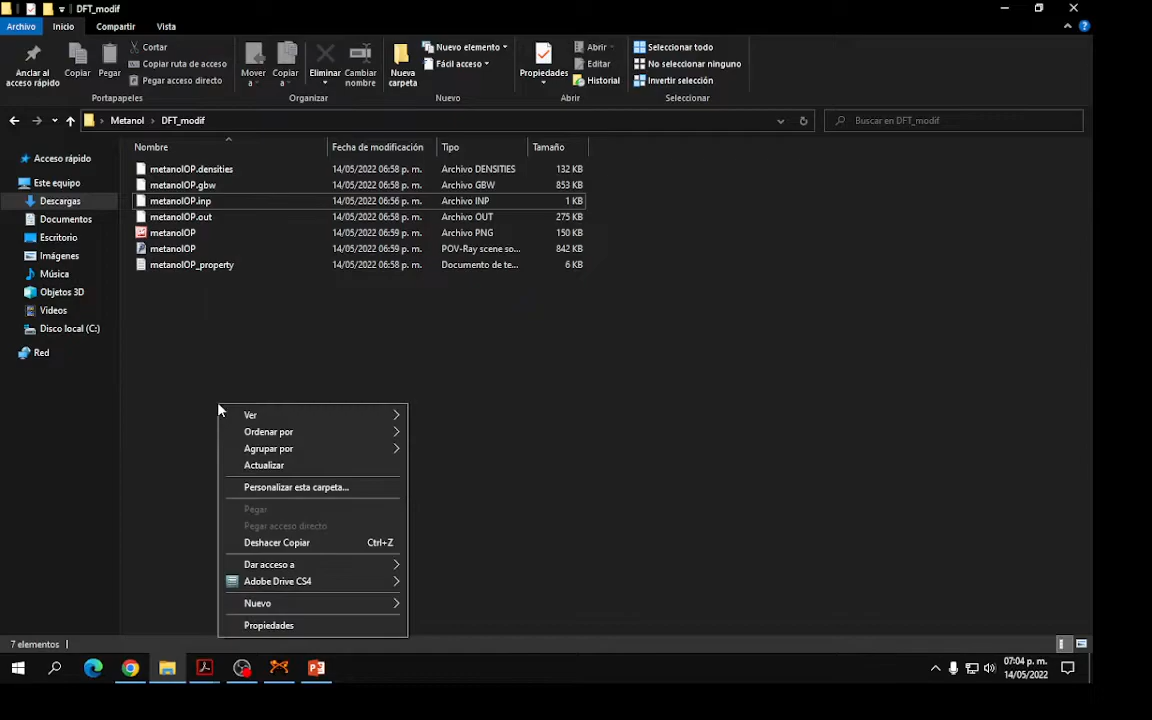 DFT_modif
Archivo Inicio Compartir Vista
Anclar al acceso rápido
Copiar
Pegar
Cortar
Copiar ruta de acceso
Pegar acceso directo
Portapapeles
Mover a
Copiar a
Eliminar
Cambiar nombre
Organizar
Nueva carpeta
Nuevo elemento
Fácil acceso
Nuevo
Propiedades
Abrir
Editar
Historial
Abrir
Seleccionar todo
No seleccionar ninguno
Invertir selección
Seleccionar
Metanol > DFT_modif
Buscar en DFT_modif
Nombre Fecha de modificación Tipo Tamaño
metanolOP.densities 14/05/2022 06:58 p. m. Archivo DENSITIES 132 KB
metanolOP.gbw 14/05/2022 06:58 p. m. Archivo GBW 853 KB
metanolOP.inp 14/05/2022 06:56 p. m. Archivo INP 1 KB
metanolOP.out 14/05/2022 06:58 p. m. Archivo OUT 275 KB
metanolOP 14/05/2022 06:59 p. m. Archivo PNG 150 KB
metanolOP 14/05/2022 06:59 p. m. POV-Ray scene so... 842 KB
metanolOP_property 14/05/2022 06:58 p. m. Documento de te... 6 KB
Acceso rápido
Este equipo
Descargas
Documentos
Escritorio
Imágenes
Música
Objetos 3D
Videos
Disco local (C:)
Red
Ver
Ordenar por
Agrupar por
Actualizar
Personalizar esta carpeta...
Pegar
Pegar acceso directo
Deshacer Copiar Ctrl+Z
Dar acceso a
Adobe Drive CS4
Nuevo
Propiedades
7 elementos
07:04 p. m.
14/05/2022